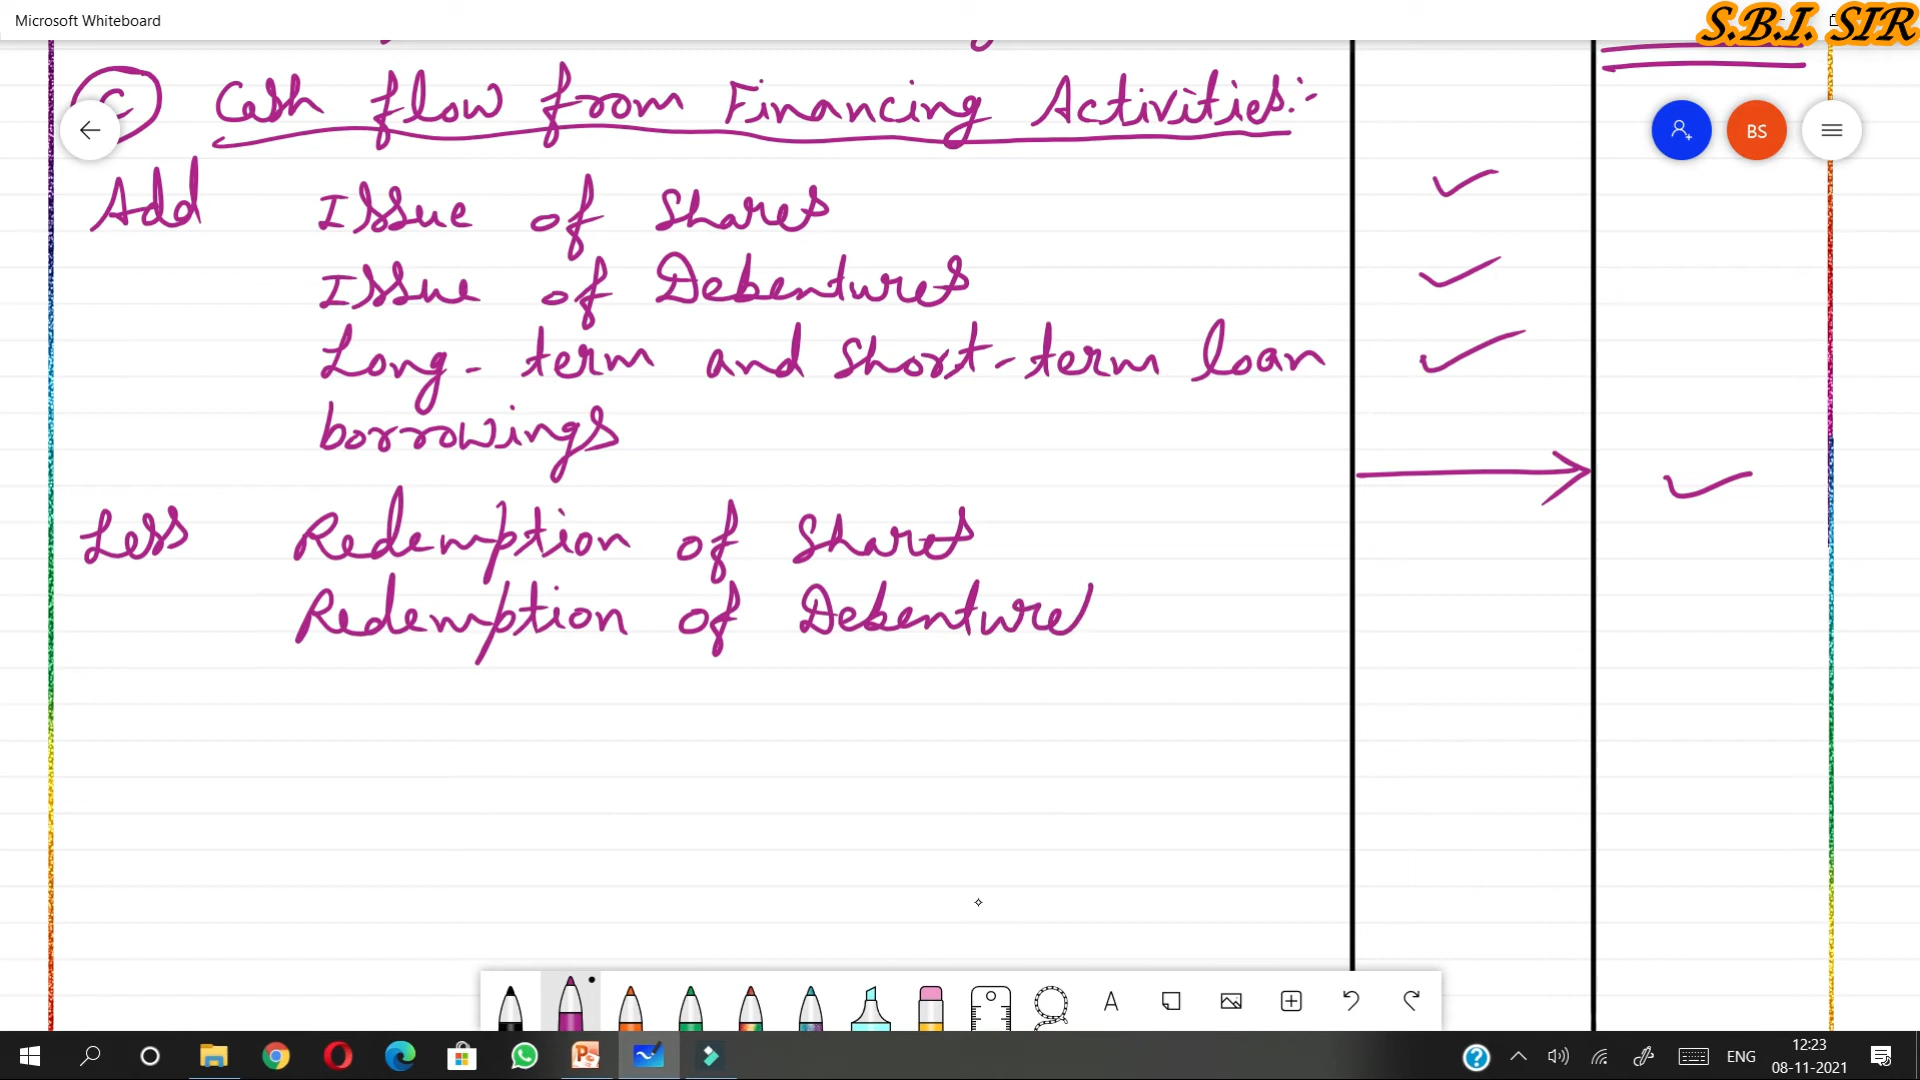 Microsoft Whiteboard
S.B.I. SIR
C Cash flow from Financing Activities:-
BS
Add Issue of Shares
Issue of Debentures
Long-term and Short-term loan
borrowings
Less Redemption of Shares
Redemption of Debenture
A
ENG
12:23
08-11-2021